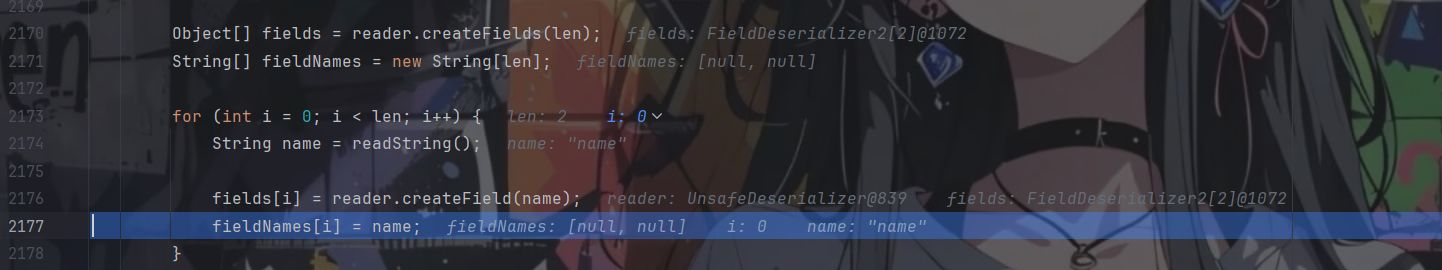 2169
2170 Object[] fields = reader.createFields(len); fields: FieldDeserializer2[2]@1072
2171 String[] fieldNames = new String[len]; fieldNames: [null, null]
2172
2173 for (int i = 0; i < len; i++) { len: 2 i: 0
2174 String name = readString(); name: "name"
2175
2176 fields[i] = reader.createField(name); reader: UnsafeDeserializer@839 fields: FieldDeserializer2[2]@1072
2177 fieldNames[i] = name; fieldNames: [null, null] i: 0 name: "name"
2178 }